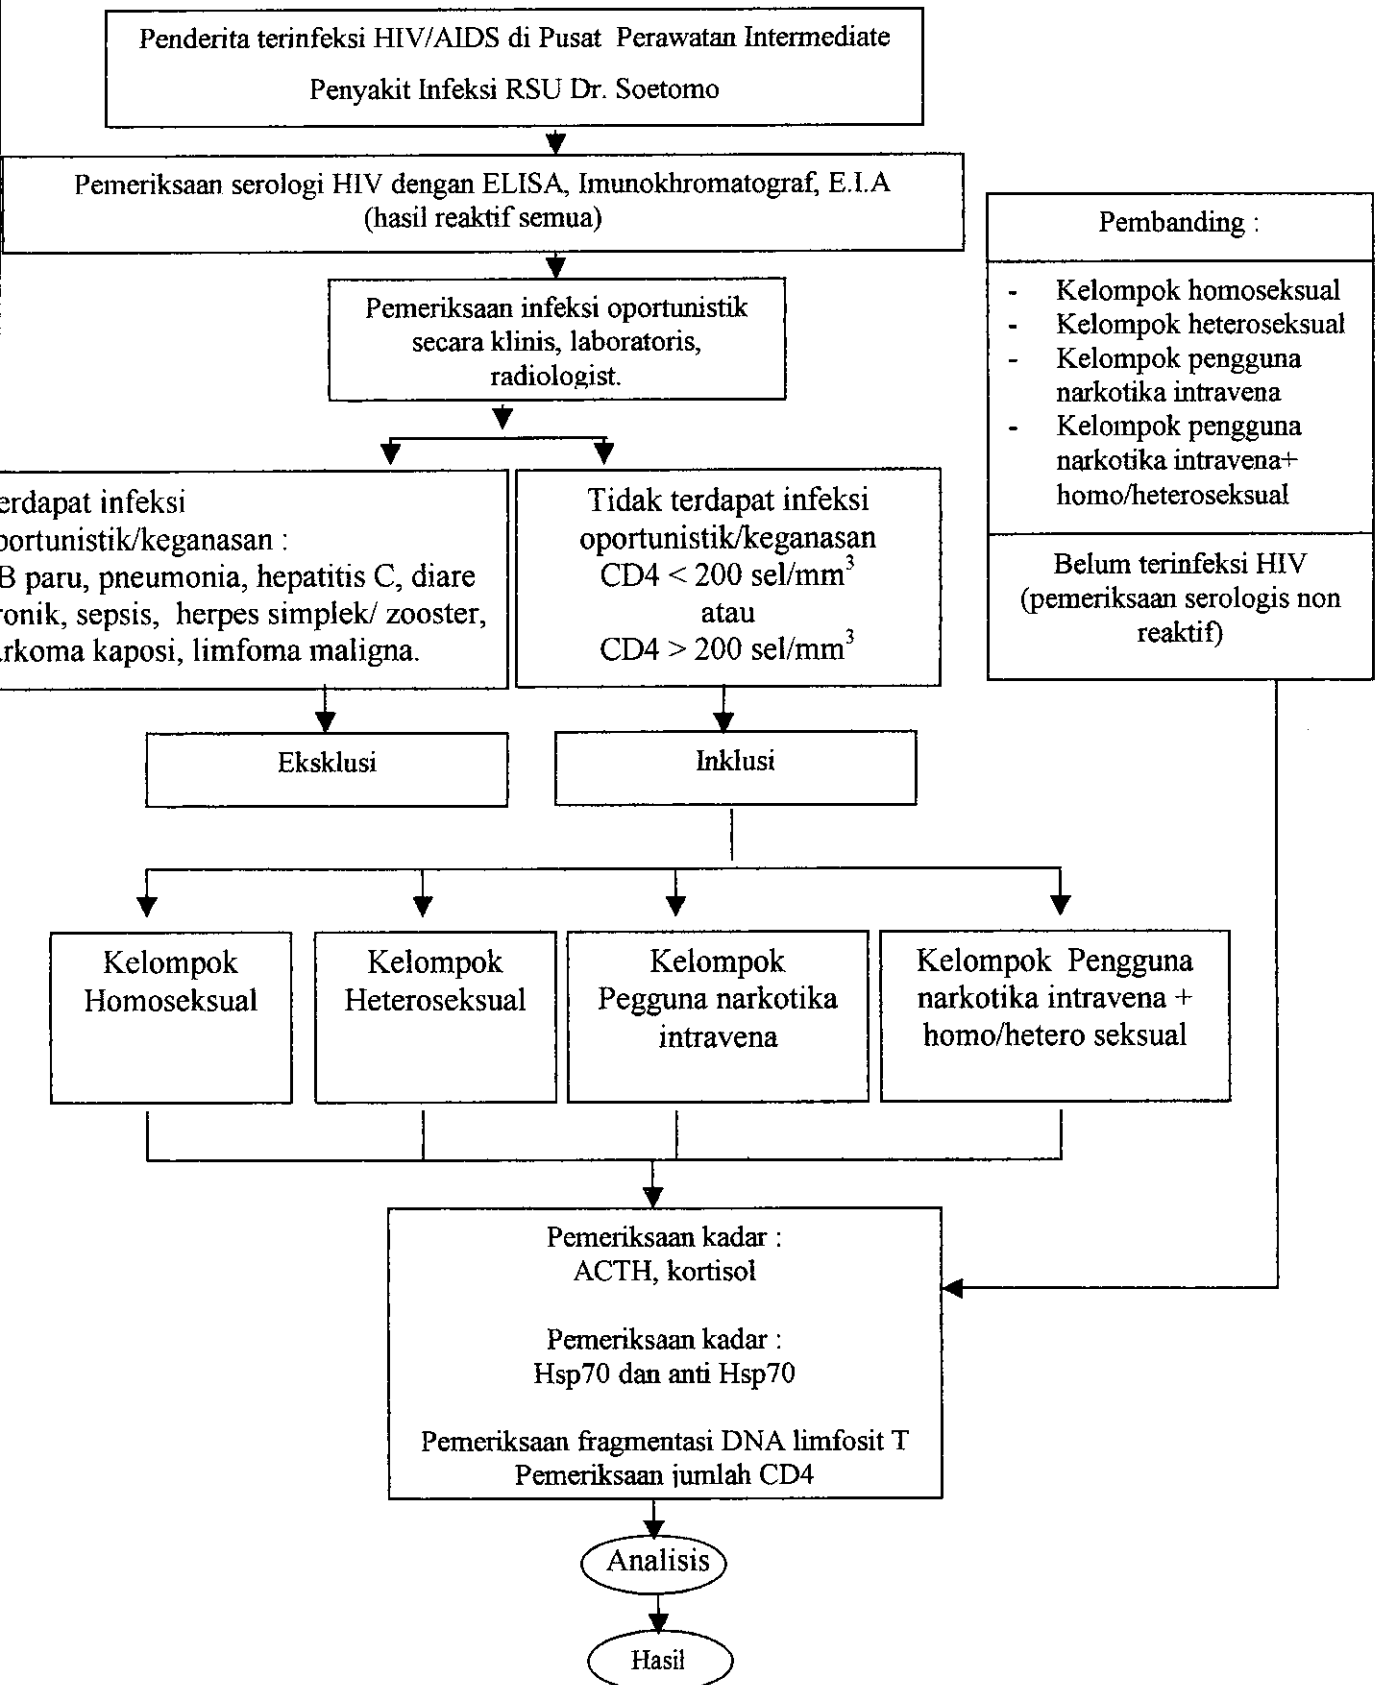 Penderita terinfeksi HIV/AIDS di Pusat Perawatan Intermediate
Penyakit Infeksi RSU Dr. Soetomo
Pemeriksaan serologi HIV dengan ELISA, Imunokhromatograf, E.I.A
(hasil reaktif semua)
Pemeriksaan infeksi oportunistik
secara klinis, laboratoris,
radiologist.
erdapat infeksi
portunistik/keganasan :
B paru, pneumonia, hepatitis C, diare
ronik, sepsis, herpes simplek/ zooster,
arkoma kaposi, limfoma maligna.
Tidak terdapat infeksi
oportunistik/keganasan
CD4 < 200 sel/mm³
atau
CD4 > 200 sel/mm³
Pembanding :
- Kelompok homoseksual
- Kelompok heteroseksual
- Kelompok pengguna
narkotika intravena
- Kelompok pengguna
narkotika intravena+
homo/heteroseksual
Belum terinfeksi HIV
(pemeriksaan serologis non
reaktif)
Eksklusi
Inklusi
Kelompok
Homoseksual
Kelompok
Heteroseksual
Kelompok
Pegguna narkotika
intravena
Kelompok Pengguna
narkotika intravena +
homo/hetero seksual
Pemeriksaan kadar :
ACTH, kortisol
Pemeriksaan kadar :
Hsp70 dan anti Hsp70
Pemeriksaan fragmentasi DNA limfosit T
Pemeriksaan jumlah CD4
Analisis
Hasil